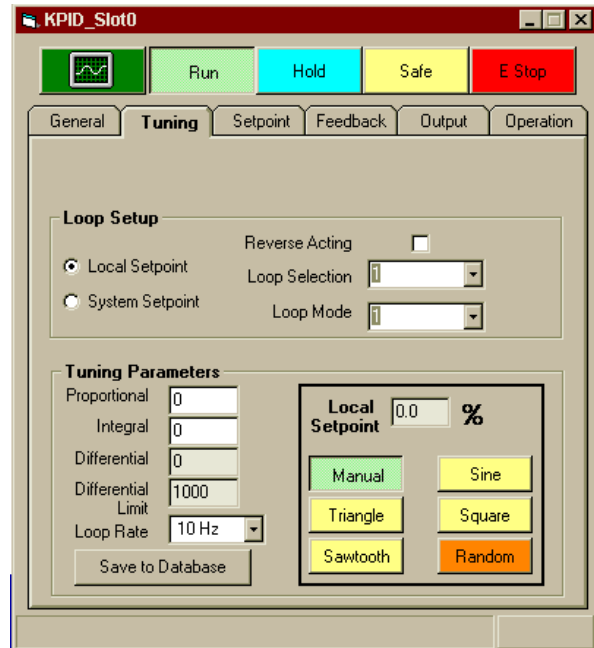 KPID_Slot0
Run Hold Safe E Stop
General Tuning Setpoint Feedback Output Operation
Loop Setup
Reverse Acting
Local Setpoint
Loop Selection 1
System Setpoint
Loop Mode 1
Tuning Parameters
Proportional 0
Integral 0
Differential 0
Differential Limit 1000
Loop Rate 10 Hz
Save to Database
Local Setpoint 0.0 %
Manual Sine
Triangle Square
Sawtooth Random